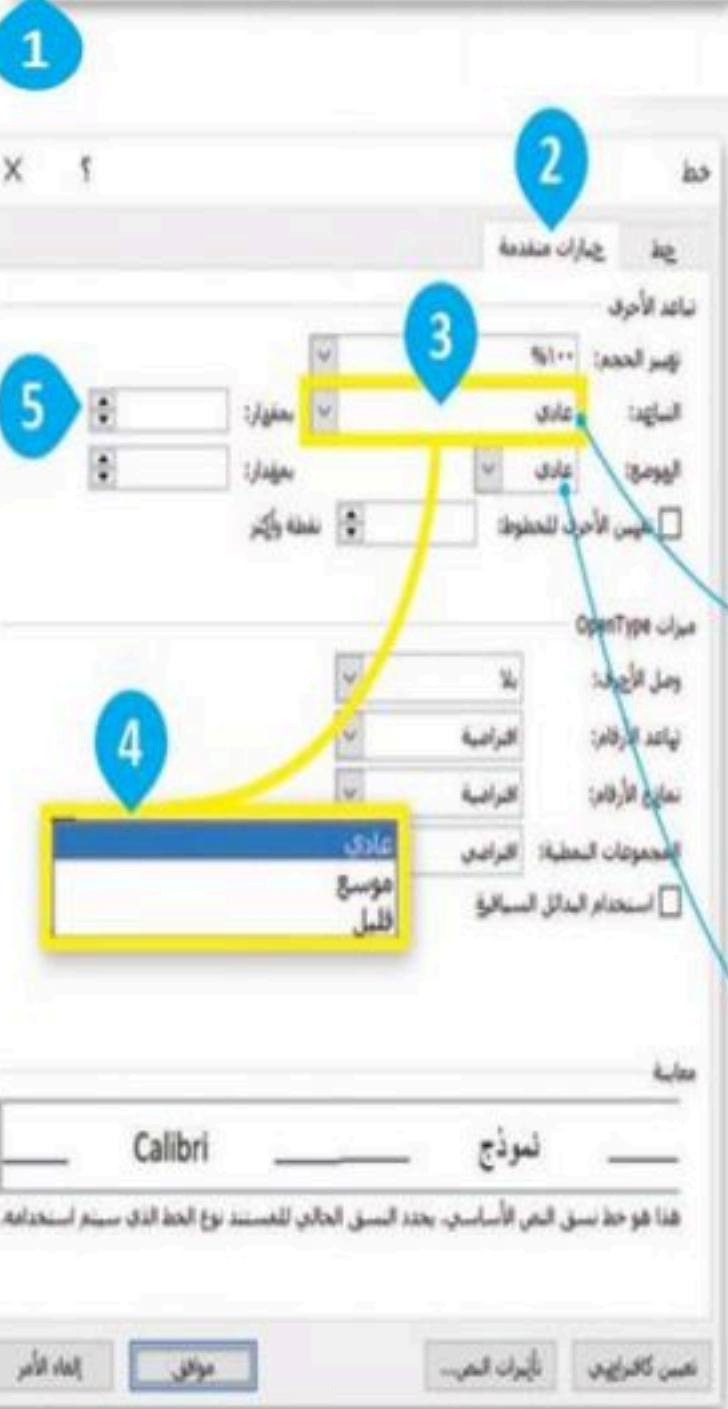 1
خط
؟
X
2
خط
خيارات متقدمة
تباعد الأحرف
تغيير الحجم: ١٠٠%
3
التباعد: عادي
بمقدار:
5
الموضع: عادي
بمقدار:
تقييس الأحرف للخطوط:
نقطة وأكثر
ميزات OpenType
وصل الأحرف: بلا
تباعد الأرقام: افتراضية
نماذج الأرقام: افتراضية
4
المجموعات النمطية: افتراضي
عادي
موسع
قليل
استخدام البدائل السياقية
معاينة
نموذج Calibri
هذا هو خط نسق النص الأساسي. يحدد النسق الحالي للمستند نوع الخط الذي سيتم استخدامه.
تعيين كافتراضي
تأثيرات النص...
موافق
إلغاء الأمر